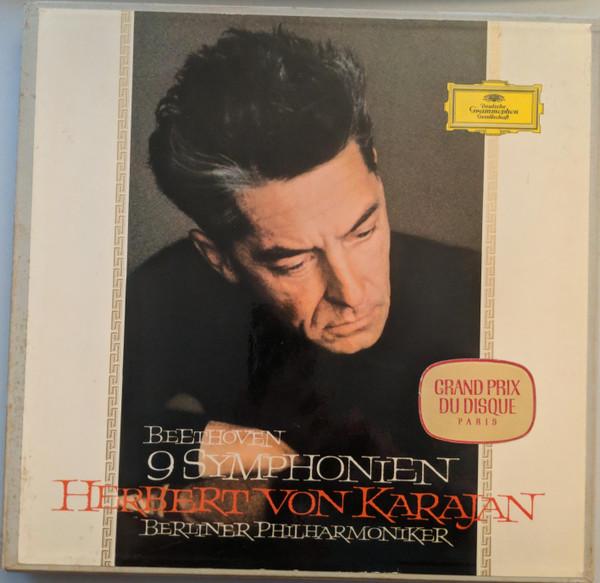 Deutsche
Grammophon
Gesellschaft
GRAND PRIX
DU DISQUE
PARIS
BEETHOVEN
9 SYMPHONIEN
HERBERT VON KARAJAN
BERLINER PHILHARMONIKER